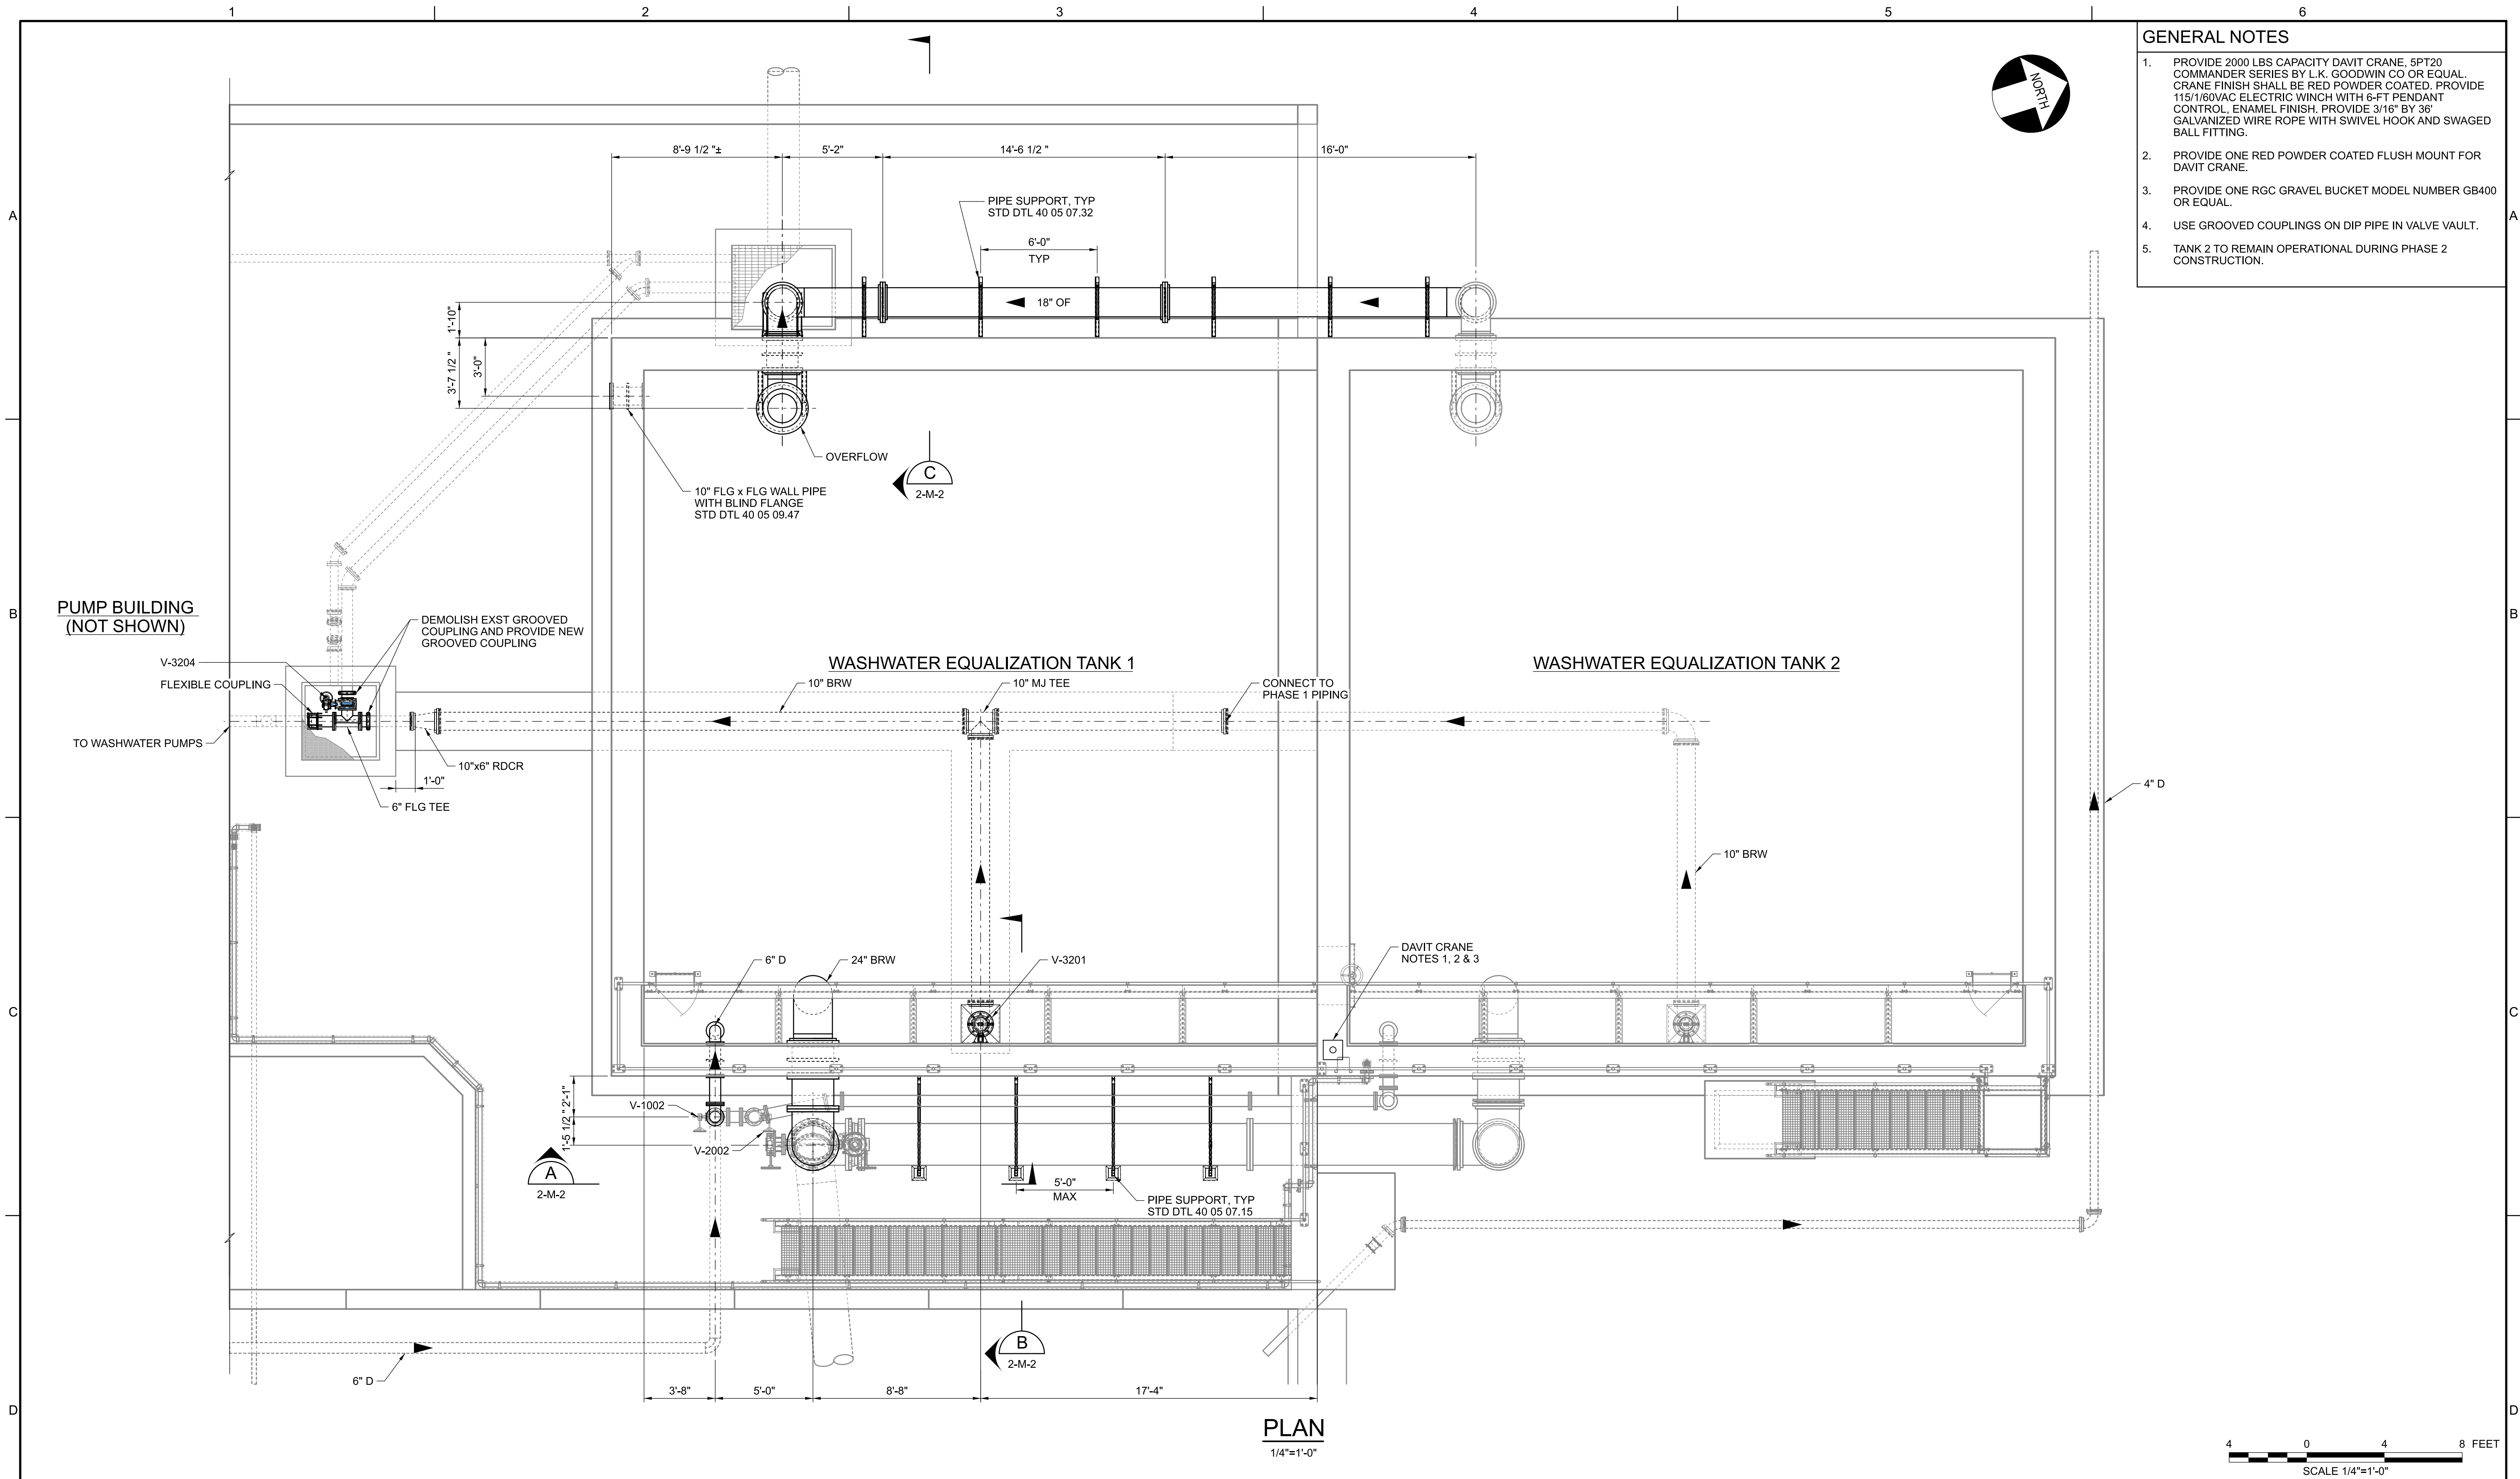 1
2
3
4
5
6
GENERAL NOTES
1. PROVIDE 2000 LBS CAPACITY DAVIT CRANE, 5PT20
COMMANDER SERIES BY L.K. GOODWIN CO OR EQUAL.
CRANE FINISH SHALL BE RED POWDER COATED. PROVIDE
115/1/60VAC ELECTRIC WINCH WITH 6-FT PENDANT
CONTROL, ENAMEL FINISH. PROVIDE 3/16" BY 36'
GALVANIZED WIRE ROPE WITH SWIVEL HOOK AND SWAGED
BALL FITTING.
2. PROVIDE ONE RED POWDER COATED FLUSH MOUNT FOR
DAVIT CRANE.
3. PROVIDE ONE RGC GRAVEL BUCKET MODEL NUMBER GB400
OR EQUAL.
4. USE GROOVED COUPLINGS ON DIP PIPE IN VALVE VAULT.
5. TANK 2 TO REMAIN OPERATIONAL DURING PHASE 2
CONSTRUCTION.
NORTH
8'-9 1/2 "±
5'-2"
14'-6 1/2 "
16'-0"
A
A
PIPE SUPPORT, TYP
STD DTL 40 05 07.32
6'-0"
TYP
18" OF
1'-10"
3'-7 1/2 "
3'-0"
OVERFLOW
C
2-M-2
10" FLG x FLG WALL PIPE
WITH BLIND FLANGE
STD DTL 40 05 09.47
B
B
PUMP BUILDING
(NOT SHOWN)
DEMOLISH EXST GROOVED
COUPLING AND PROVIDE NEW
GROOVED COUPLING
V-3204
FLEXIBLE COUPLING
WASHWATER EQUALIZATION TANK 1
WASHWATER EQUALIZATION TANK 2
10" BRW
10" MJ TEE
CONNECT TO
PHASE 1 PIPING
TO WASHWATER PUMPS
10"x6" RDCR
1'-0"
6" FLG TEE
4" D
10" BRW
6" D
24" BRW
V-3201
DAVIT CRANE
NOTES 1, 2 & 3
C
C
2'-1"
1'-5 1/2 "
V-1002
V-2002
A
2-M-2
5'-0"
MAX
PIPE SUPPORT, TYP
STD DTL 40 05 07.15
B
2-M-2
6" D
3'-8"
5'-0"
8'-8"
17'-4"
D
D
PLAN
1/4"=1'-0"
4 0 4 8 FEET
SCALE 1/4"=1'-0"